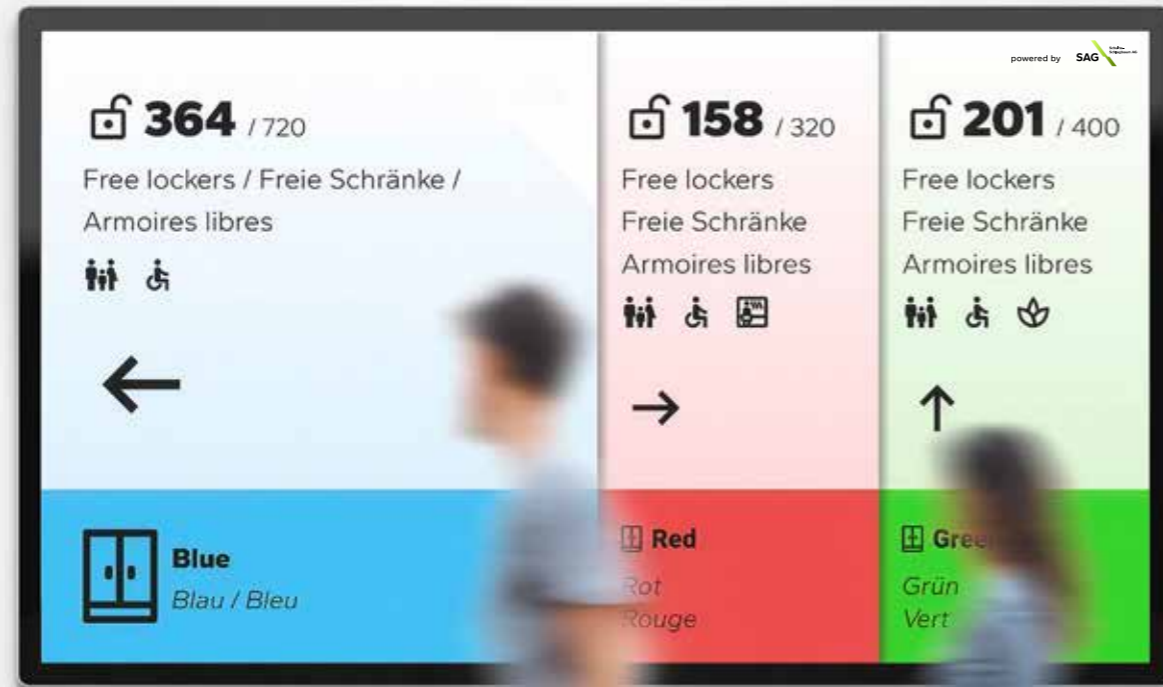 powered by SAG
364 / 720
Free lockers / Freie Schränke /
Armoires libres
Blue
Blau / Bleu
158 / 320
Free lockers
Freie Schränke
Armoires libres
Red
Rot
Rouge
201 / 400
Free lockers
Freie Schränke
Armoires libres
Green
Grün
Vert